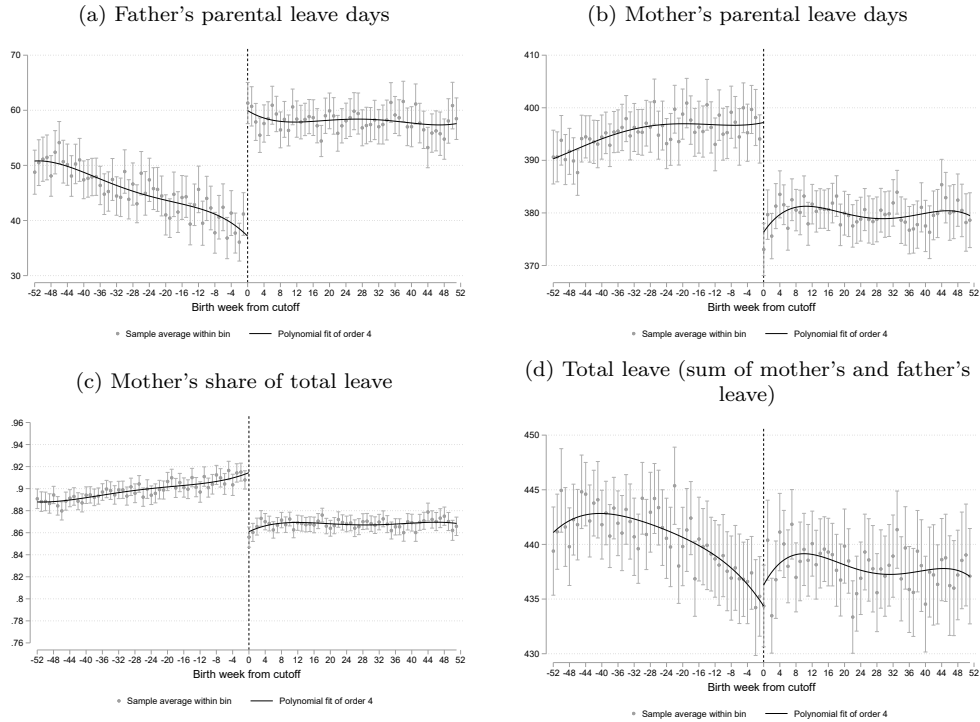 (a) Father's parental leave days
70
60
50
40
30
-52 -48 -44 -40 -36 -32 -28 -24 -20 -16 -12 -8 -4 0 4 8 12 16 20 24 28 32 36 40 44 48 52
Birth week from cutoff
Sample average within bin Polynomial fit of order 4
(b) Mother's parental leave days
410
400
390
380
370
-52 -48 -44 -40 -36 -32 -28 -24 -20 -16 -12 -8 -4 0 4 8 12 16 20 24 28 32 36 40 44 48 52
Birth week from cutoff
Sample average within bin Polynomial fit of order 4
(c) Mother's share of total leave
.96
.94
.92
.9
.88
.86
.84
.82
.8
.78
.76
-52 -48 -44 -40 -36 -32 -28 -24 -20 -16 -12 -8 -4 0 4 8 12 16 20 24 28 32 36 40 44 48 52
Birth week from cutoff
Sample average within bin Polynomial fit of order 4
(d) Total leave (sum of mother's and father's
leave)
450
445
440
435
430
-52 -48 -44 -40 -36 -32 -28 -24 -20 -16 -12 -8 -4 0 4 8 12 16 20 24 28 32 36 40 44 48 52
Birth week from cutoff
Sample average within bin Polynomial fit of order 4